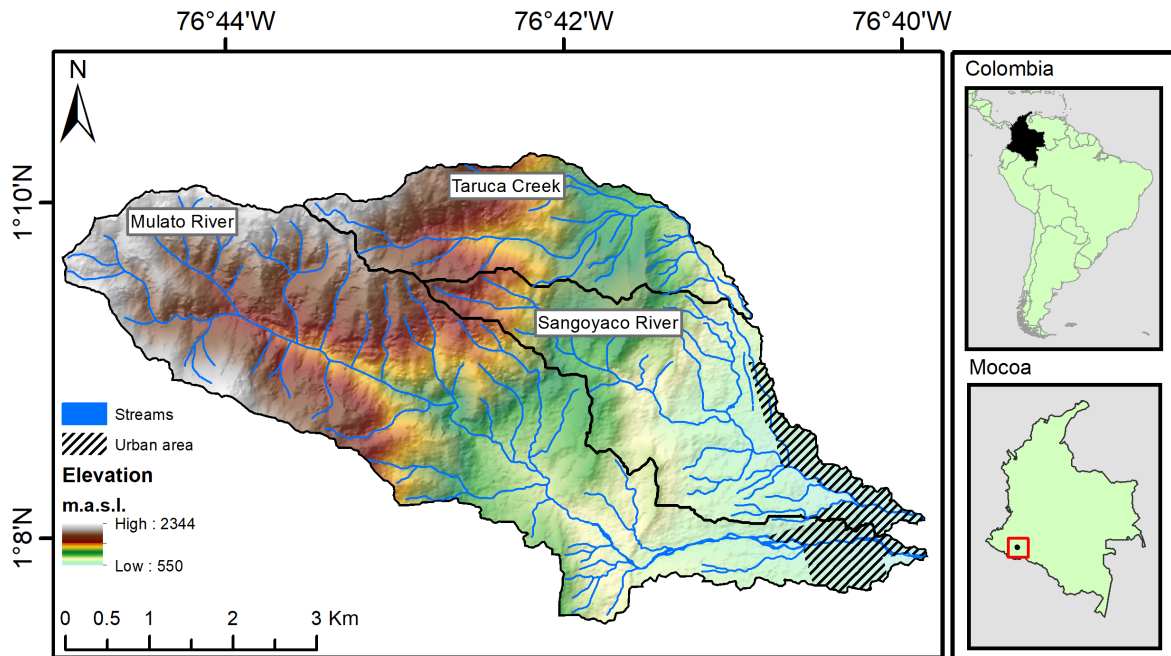 76°44'W
76°42'W
76°40'W
N
1°10'N
1°8'N
Taruca Creek
Mulato River
Sangoyaco River
Streams
Urban area
Elevation
m.a.s.l.
High : 2344
Low : 550
0 0.5 1 2 3 Km
Colombia
Mocoa